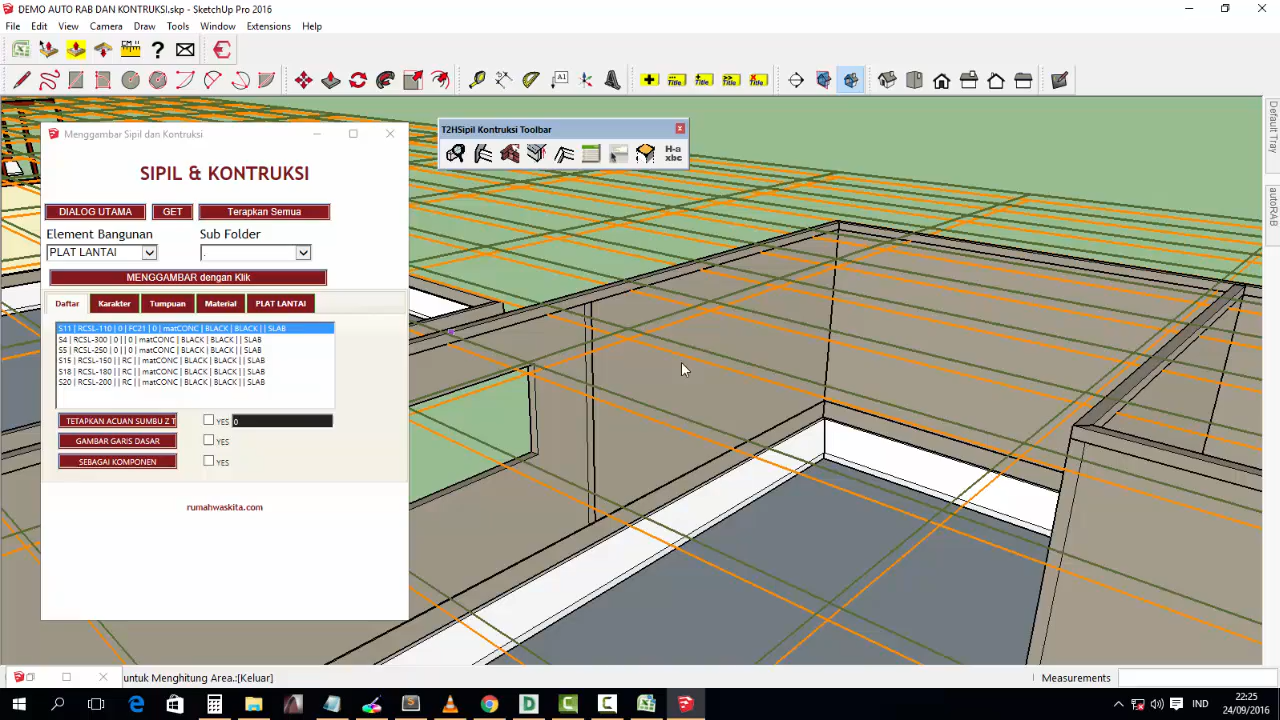 DEMO AUTO RAB DAN KONTRUKSI.skp - SketchUp Pro 2016
File Edit View Camera Draw Tools Window Extensions Help
Menggambar Sipil dan Kontruksi
SIPIL & KONTRUKSI
DIALOG UTAMA GET Terapkan Semua
Element Bangunan Sub Folder
PLAT LANTAI .
MENGGAMBAR dengan Klik
Daftar Karakter Tumpuan Material PLAT LANTAI
S11 | RCSL-110 | 0 | FC21 | 0 | matCONC | BLACK | BLACK | | SLAB
S4 | RCSL-300 | 0 | | 0 | matCONC | BLACK | BLACK | | SLAB
S5 | RCSL-250 | 0 | | 0 | matCONC | BLACK | BLACK | | SLAB
S15 | RCSL-150 | | RC | | matCONC | BLACK | BLACK | | SLAB
S18 | RCSL-180 | | RC | | matCONC | BLACK | BLACK | | SLAB
S20 | RCSL-200 | | RC | | matCONC | BLACK | BLACK | | SLAB
TETAPKAN ACUAN SUMBU Z T YES 0
GAMBAR GARIS DASAR YES
SEBAGAI KOMPONEN YES
rumahwaskita.com
T2HSipil Kontruksi Toolbar
H-a
xbc
Default Tray
autoRAB
untuk Menghitung Area.:[Keluar]
Measurements
IND
22:25
24/09/2016